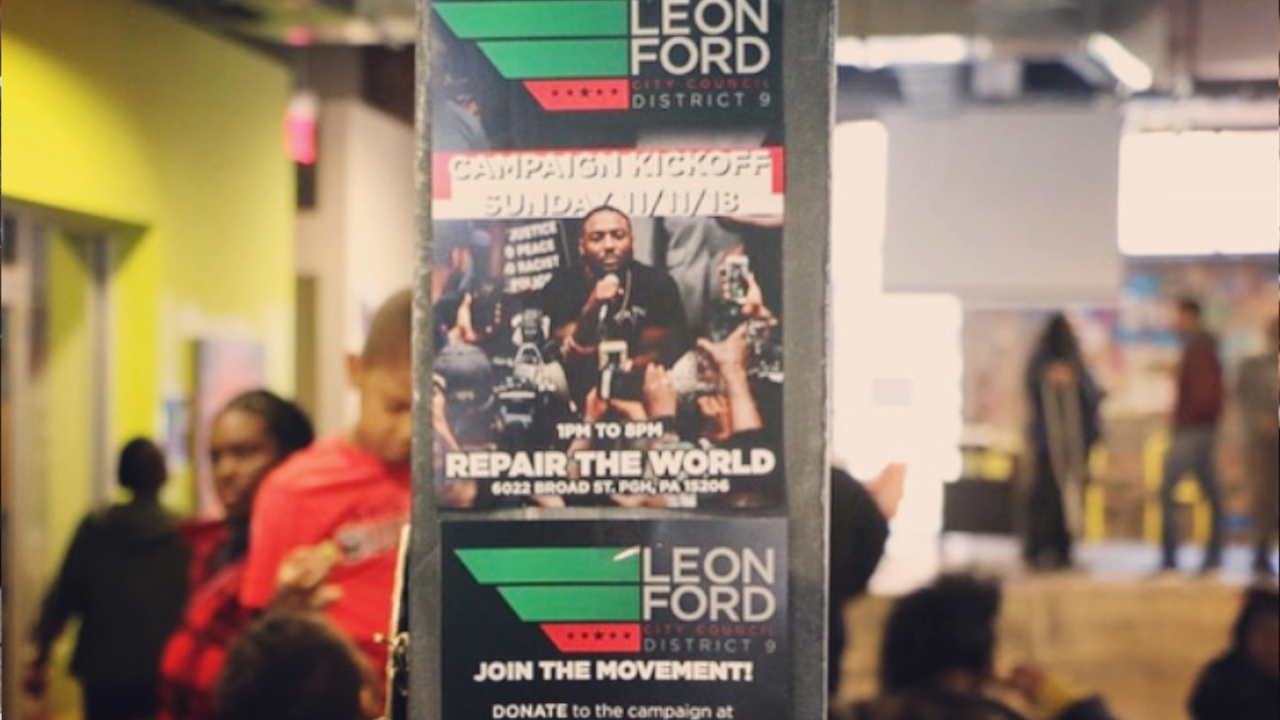 LEON
FORD
CITY COUNCIL
DISTRICT 9
CAMPAIGN KICKOFF
SUNDAY 11/11/18
JUSTICE
PEACE
RACIST
1PM TO 8PM
REPAIR THE WORLD
6022 BROAD ST. PGH, PA 15206
LEON
FORD
CITY COUNCIL
DISTRICT 9
JOIN THE MOVEMENT!
DONATE to the campaign at